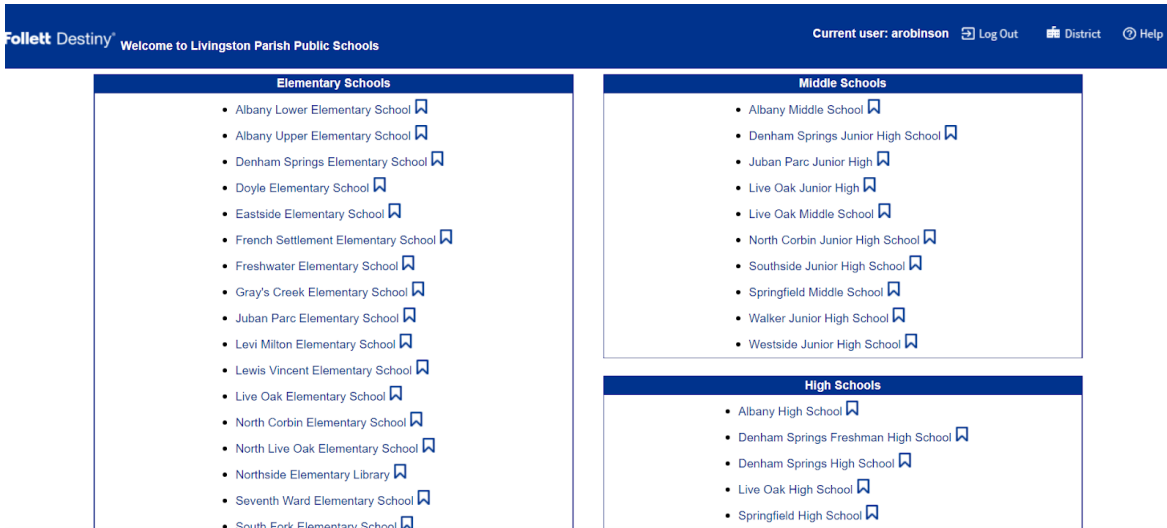 Follett Destiny® Welcome to Livingston Parish Public Schools
Current user: arobinson Log Out District Help
Elementary Schools
Albany Lower Elementary School
Albany Upper Elementary School
Denham Springs Elementary School
Doyle Elementary School
Eastside Elementary School
French Settlement Elementary School
Freshwater Elementary School
Gray's Creek Elementary School
Juban Parc Elementary School
Levi Milton Elementary School
Lewis Vincent Elementary School
Live Oak Elementary School
North Corbin Elementary School
North Live Oak Elementary School
Northside Elementary Library
Seventh Ward Elementary School
South Fork Elementary School
Middle Schools
Albany Middle School
Denham Springs Junior High School
Juban Parc Junior High
Live Oak Junior High
Live Oak Middle School
North Corbin Junior High School
Southside Junior High School
Springfield Middle School
Walker Junior High School
Westside Junior High School
High Schools
Albany High School
Denham Springs Freshman High School
Denham Springs High School
Live Oak High School
Springfield High School